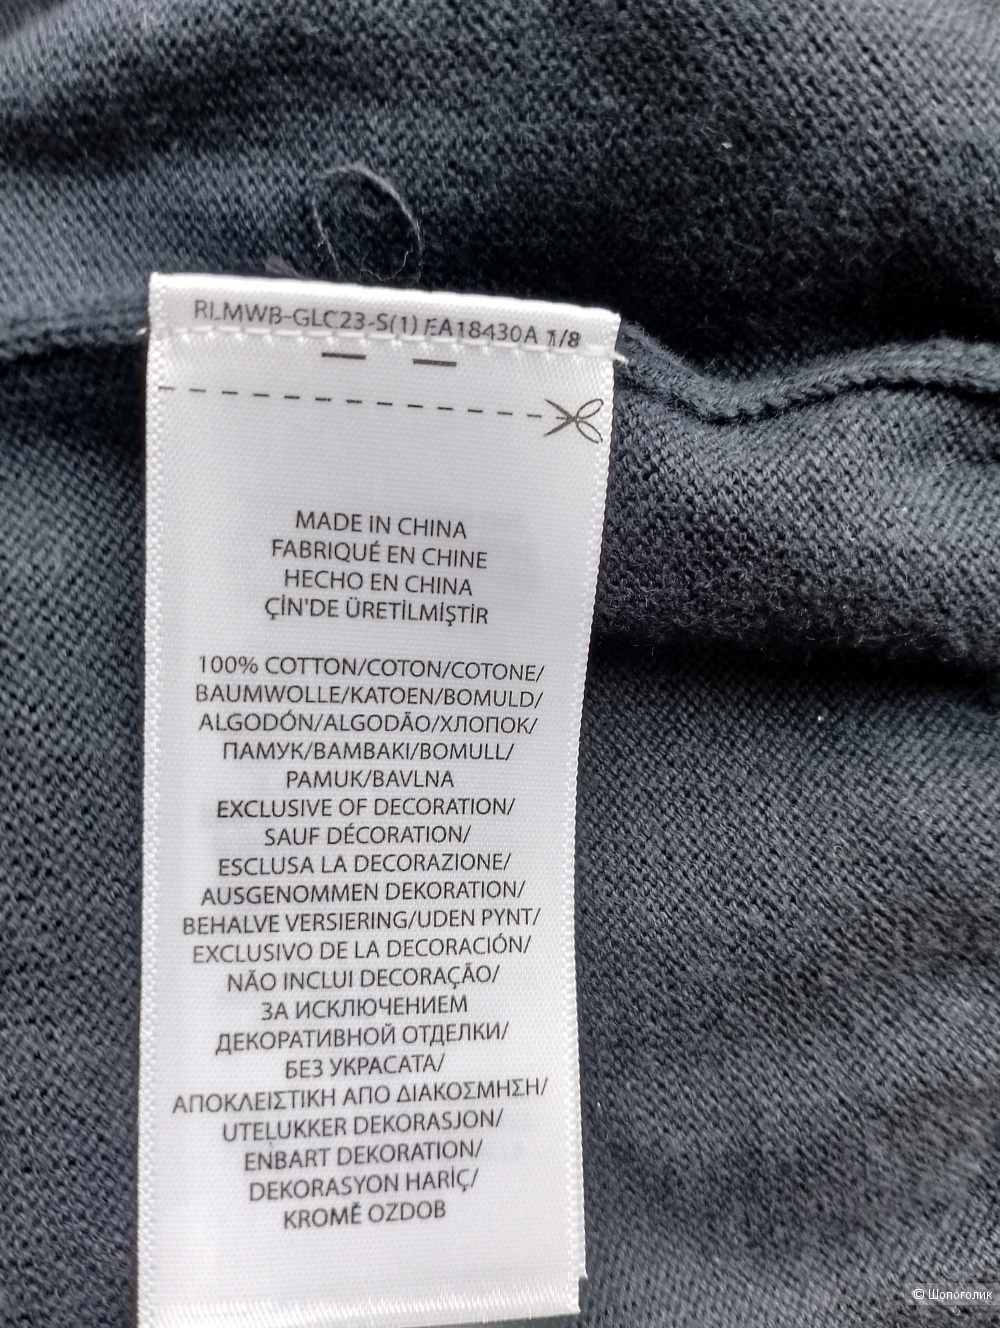 RLMWB-GLC23-S(1) EA18430A 1/8
MADE IN CHINA
FABRIQUÉ EN CHINE
HECHO EN CHINA
ÇİN'DE ÜRETİLMİŞTİR
100% COTTON/COTON/COTONE/
BAUMWOLLE/KATOEN/BOMULD/
ALGODÓN/ALGODÃO/ХЛОПОК/
ПАМУК/ΒΑΜΒΑΚΙ/BOMULL/
PAMUK/BAVLNA
EXCLUSIVE OF DECORATION/
SAUF DÉCORATION/
ESCLUSA LA DECORAZIONE/
AUSGENOMMEN DEKORATION/
BEHALVE VERSIERING/UDEN PYNT/
EXCLUSIVO DE LA DECORACIÓN/
NÃO INCLUI DECORAÇÃO/
ЗА ИСКЛЮЧЕНИЕМ
ДЕКОРАТИВНОЙ ОТДЕЛКИ/
БЕЗ УКРАСАТА/
ΑΠΟΚΛΕΙΣΤΙΚΗ ΑΠΟ ΔΙΑΚΟΣΜΗΣΗ/
UTELUKKER DEKORASJON/
ENBART DEKORATION/
DEKORASYON HARİÇ/
KROMĚ OZDOB
© Шопоголик